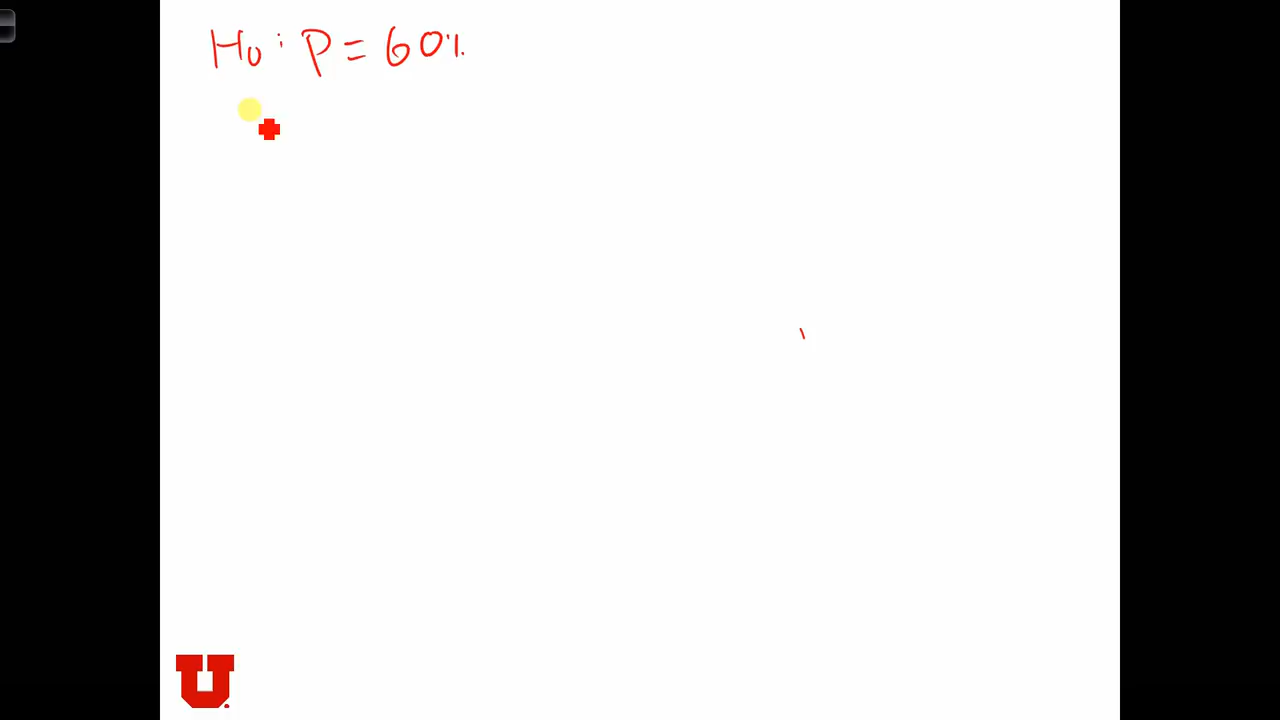 H₀ : P = 60%
U